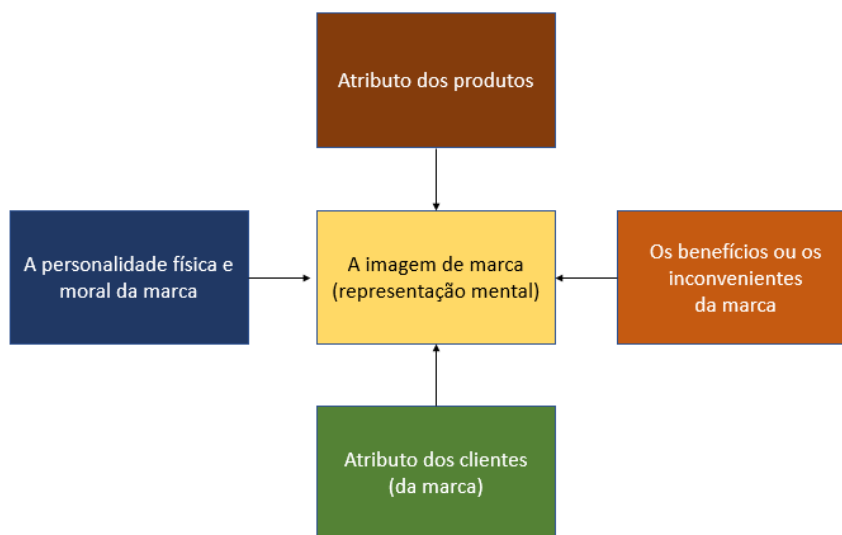 Atributo dos produtos
A personalidade física e
moral da marca
A imagem de marca
(representação mental)
Os benefícios ou os
inconvenientes
da marca
Atributo dos clientes
(da marca)